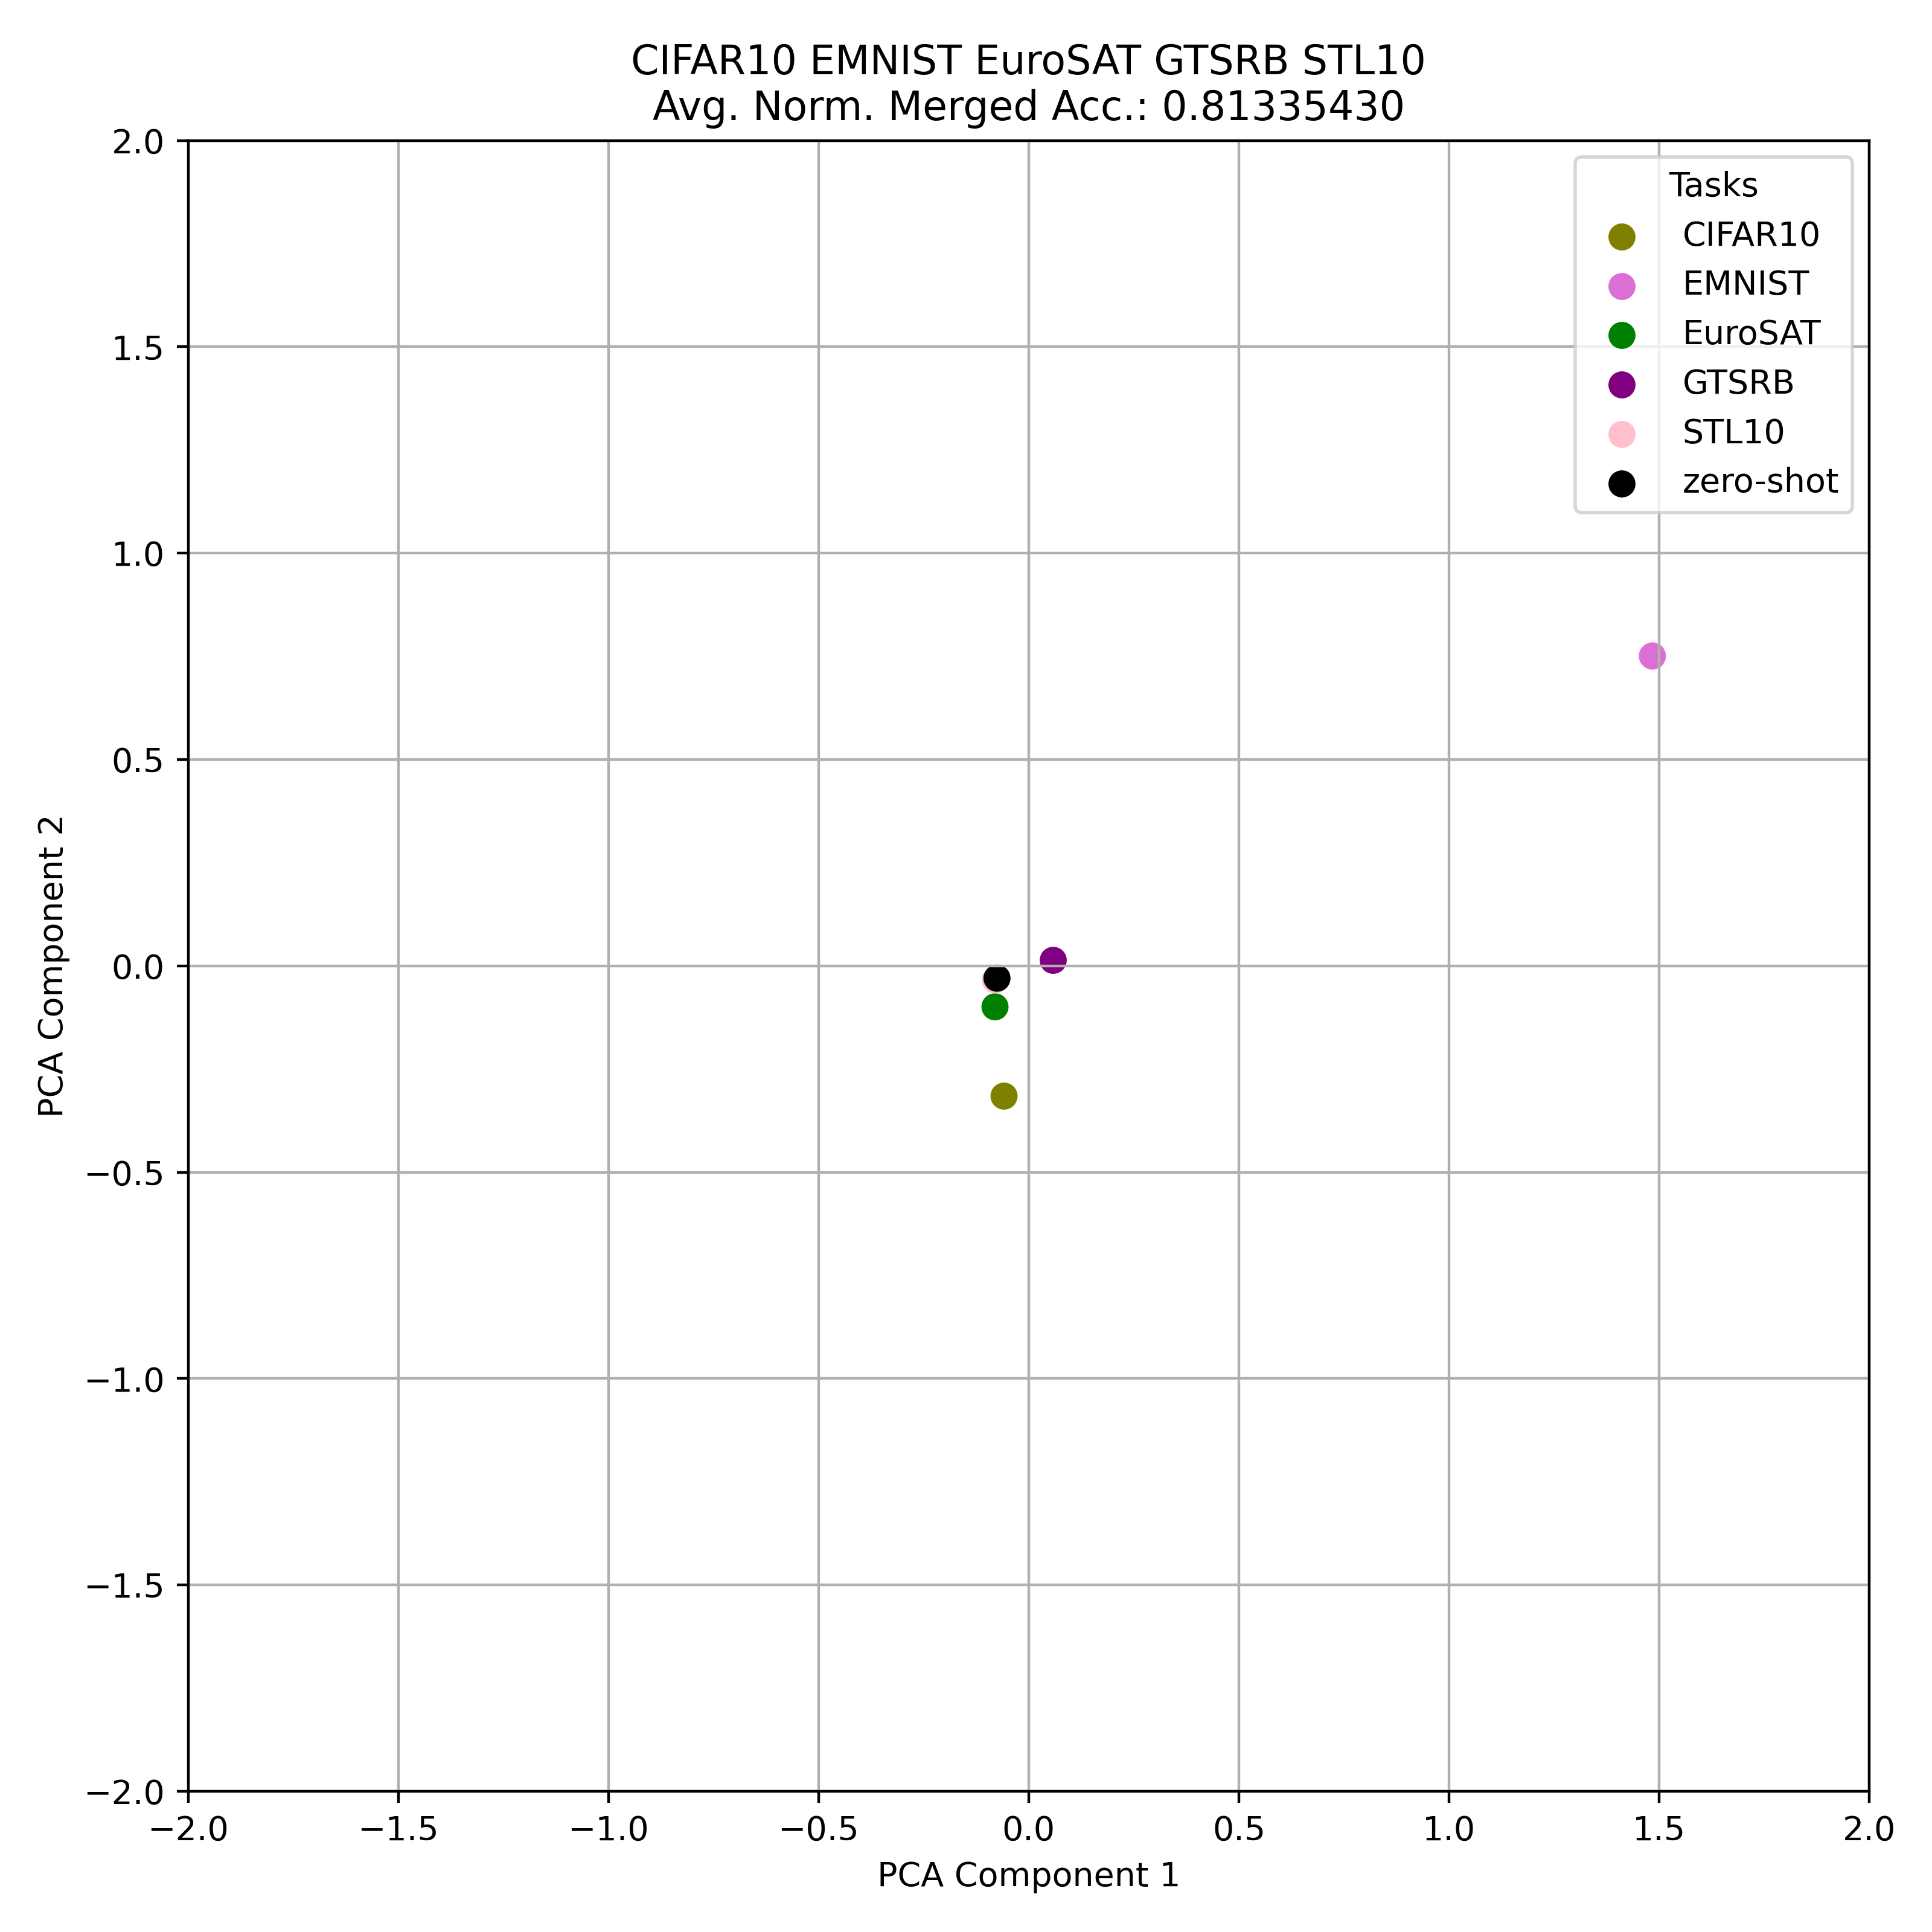 CIFAR10 EMNIST EuroSAT GTSRB STL10
Avg. Norm. Merged Acc.: 0.81335430
Tasks
CIFAR10
EMNIST
EuroSAT
GTSRB
STL10
zero-shot
PCA Component 2
2.0
1.5
1.0
0.5
0.0
−0.5
−1.0
−1.5
−2.0
−2.0 −1.5 −1.0 −0.5 0.0 0.5 1.0 1.5 2.0
PCA Component 1